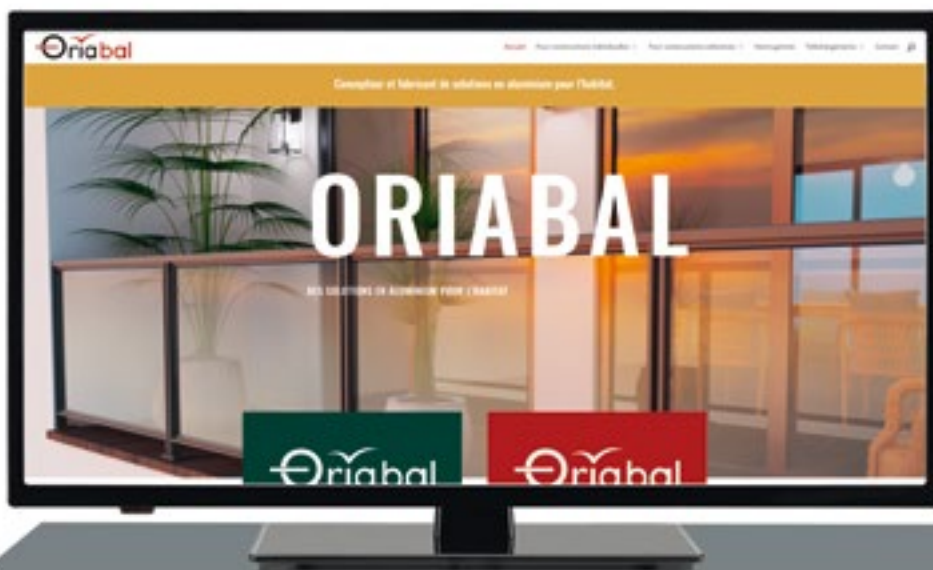 Oriabal
Accueil Pour constructions individuelles Pour constructions collectives Téléchargements Contact
Concepteur et fabricant de solutions en aluminium pour l'habitat.
ORIABAL
DES SOLUTIONS EN ALUMINIUM POUR L'HABITAT
Oriabal Oriabal